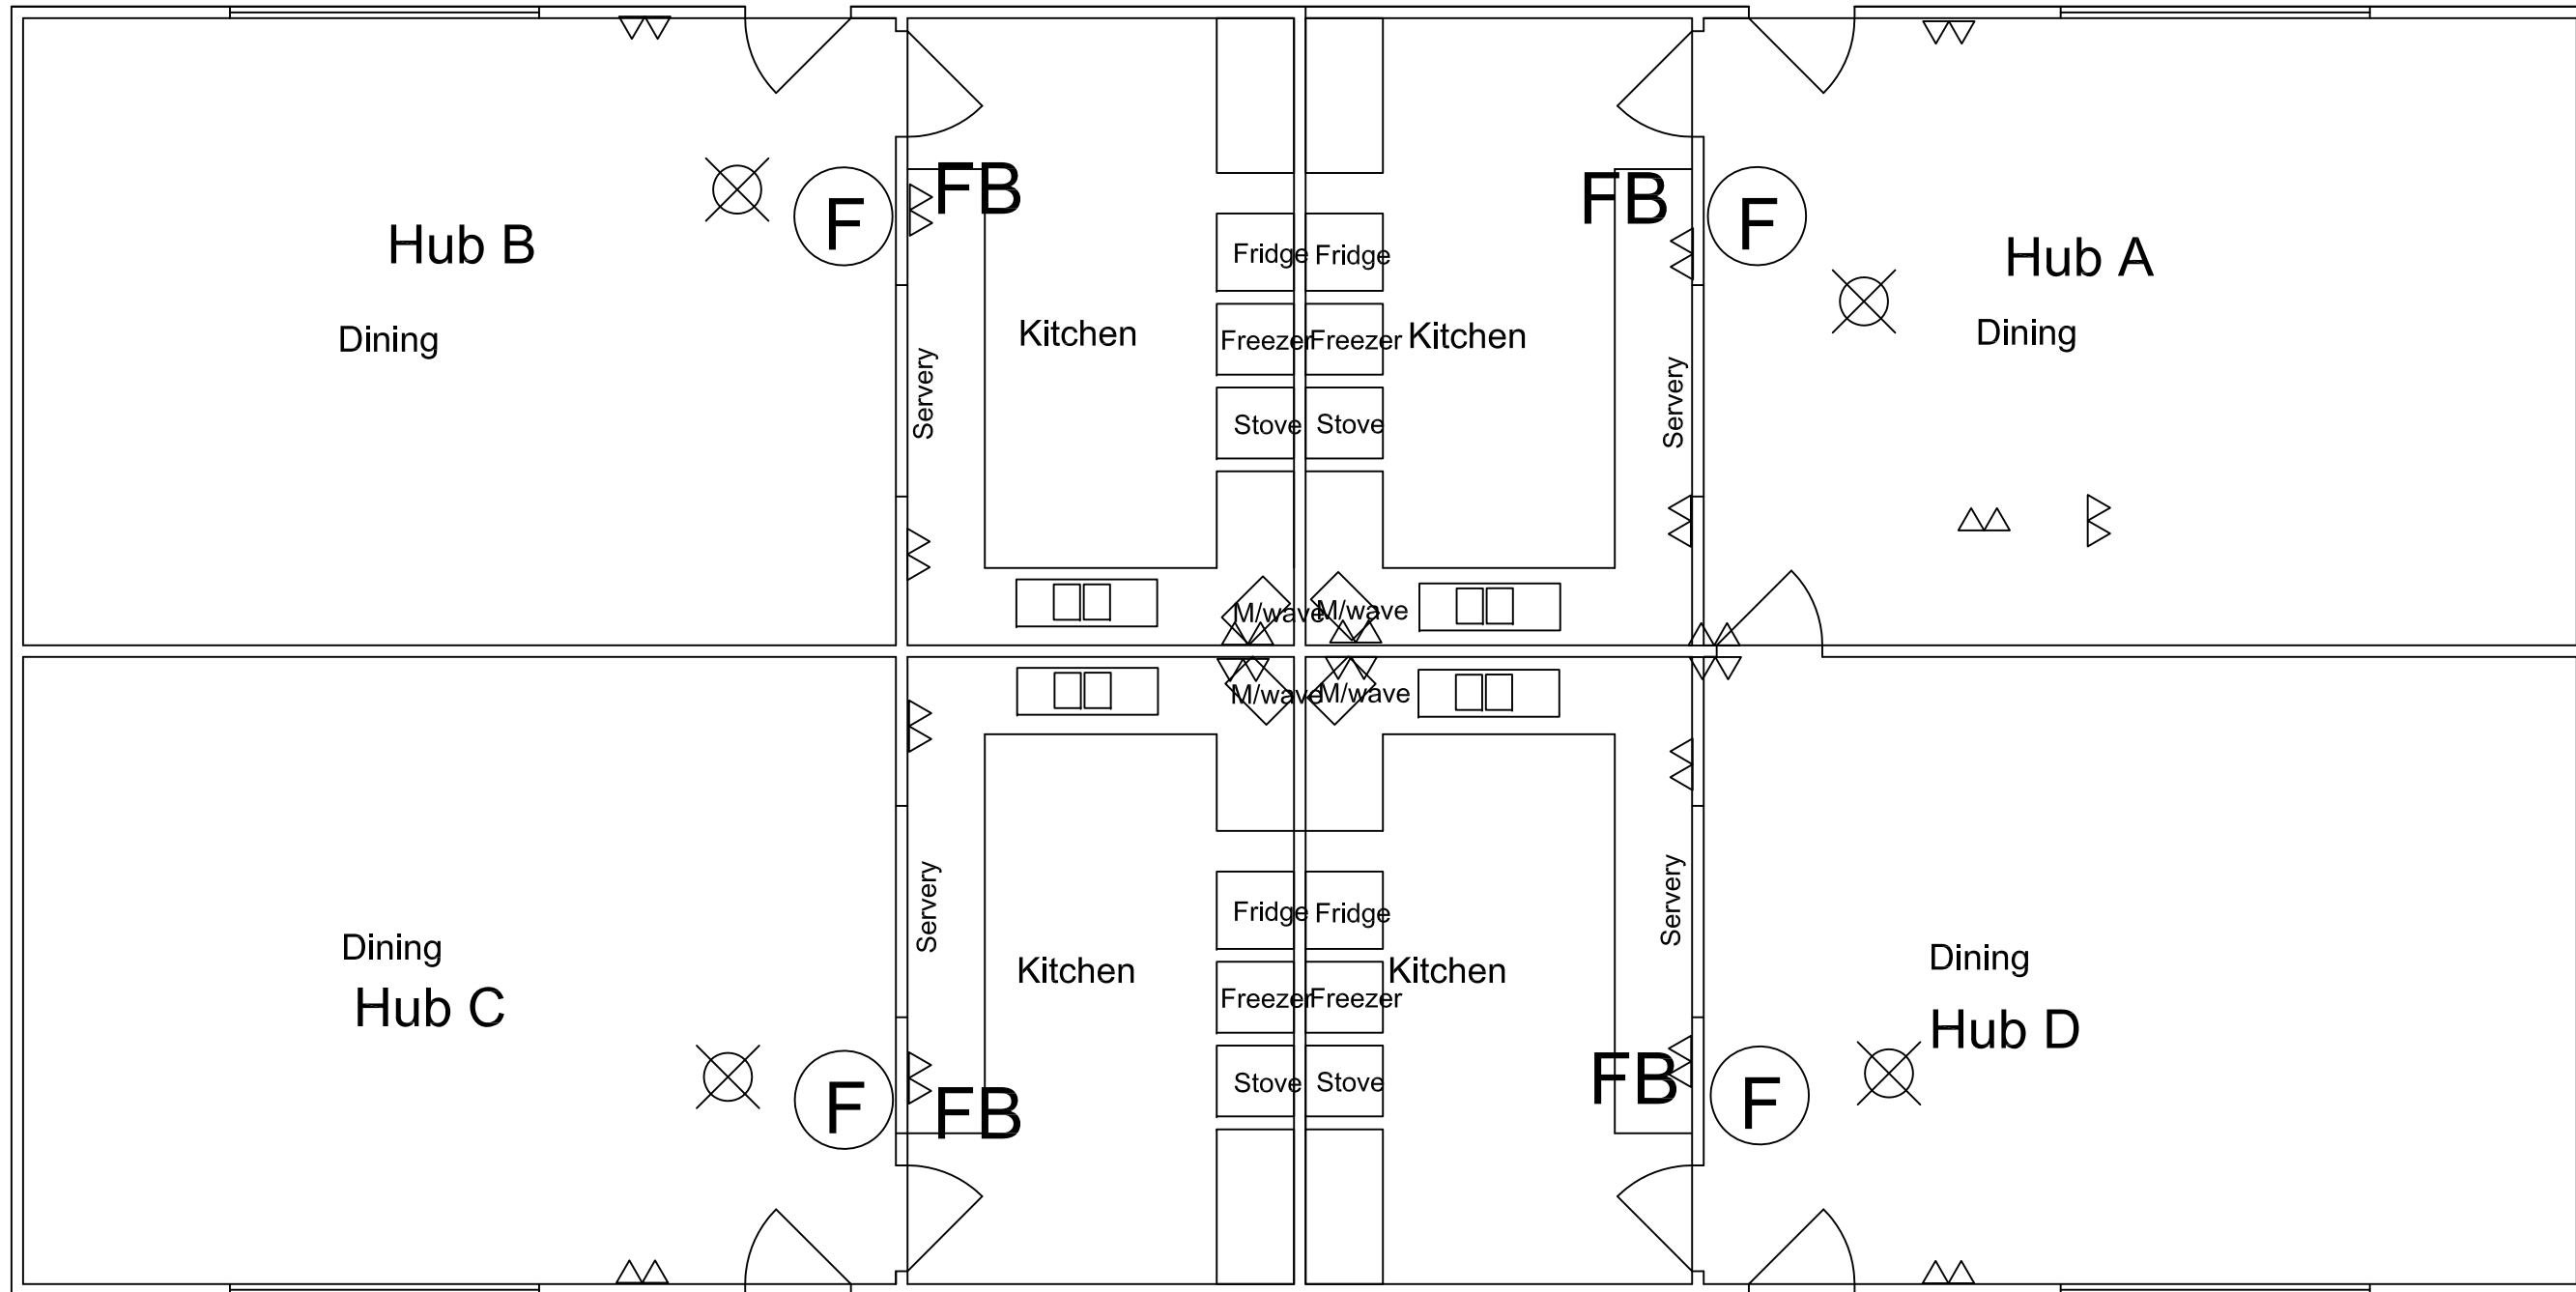 FB
FB
F
F
Hub B
Hub A
Fridge
Fridge
Dining
Kitchen
Freezer
Freezer
Kitchen
Dining
Servery
Stove
Stove
Servery
M/wave
M/wave
M/wave
M/wave
Servery
Fridge
Fridge
Servery
Dining
Kitchen
Kitchen
Dining
Hub C
Freezer
Freezer
Hub D
Stove
Stove
FB
F
F
FB